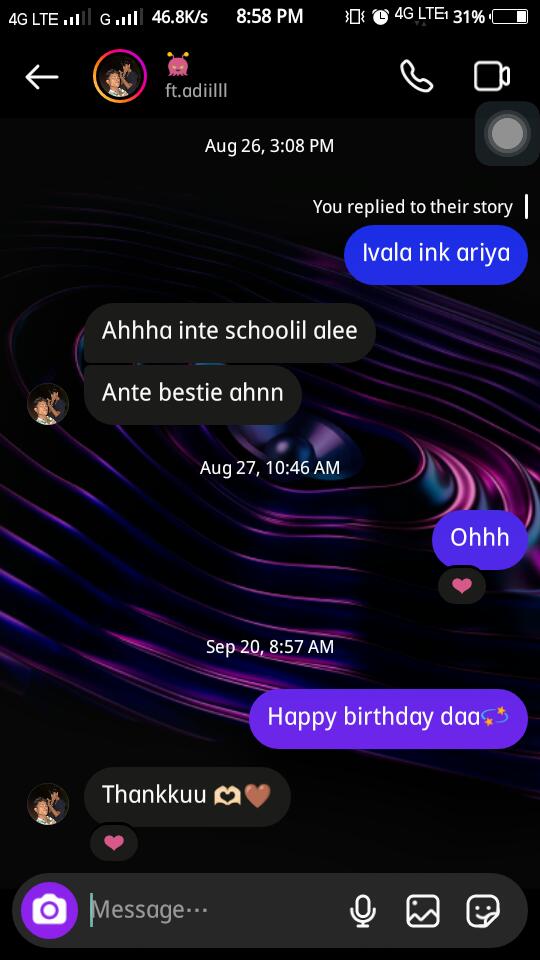 4G LTE G 46.8K/s 8:58 PM 4G LTE 31%
ft.adiilll
Aug 26, 3:08 PM
You replied to their story
Ivala ink ariya
Ahhha inte schoolil alee
Ante bestie ahnn
Aug 27, 10:46 AM
Ohhh
Sep 20, 8:57 AM
Happy birthday daa💫
Thankkuu 🫶🏻🤎
Message...